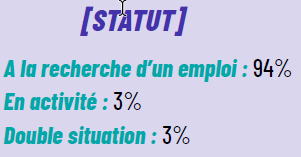 [STATUT]
A la recherche d'un emploi : 94%
En activité : 3%
Double situation : 3%